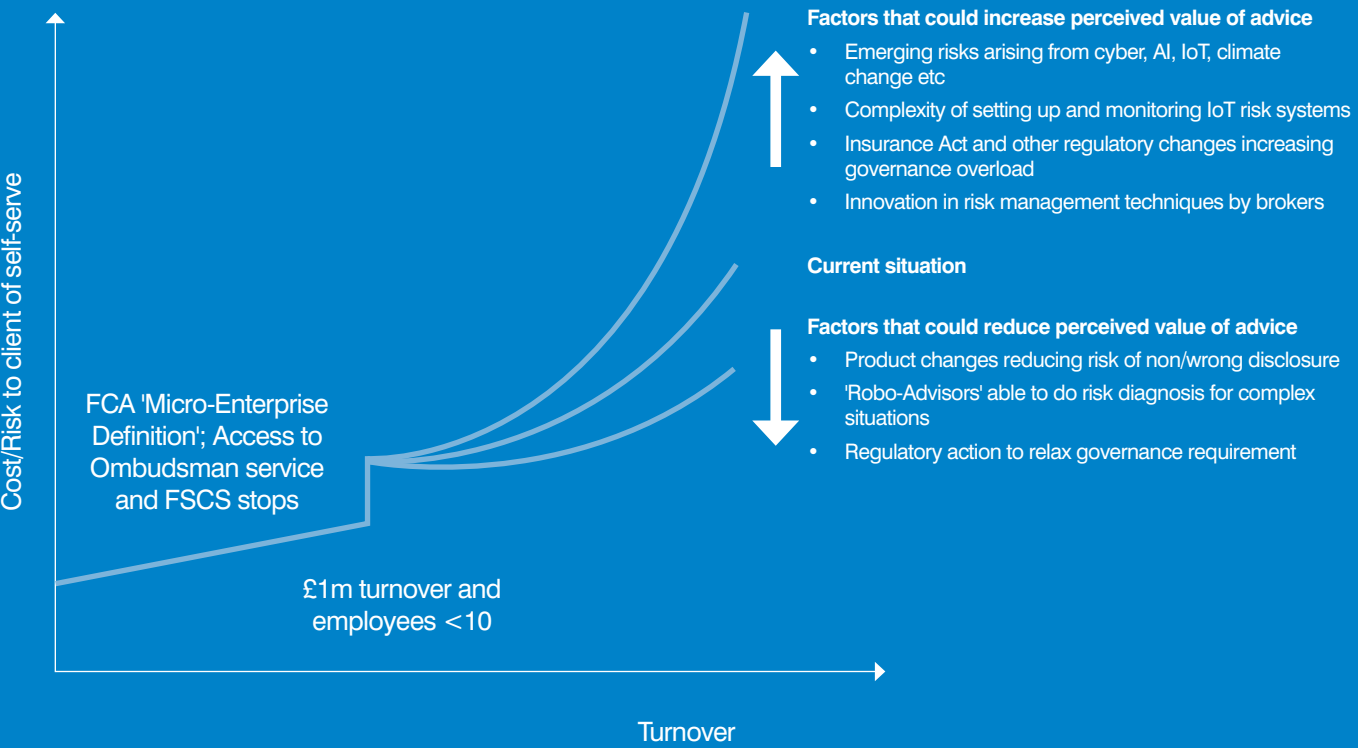 Factors that could increase perceived value of advice
• Emerging risks arising from cyber, AI, IoT, climate
change etc
• Complexity of setting up and monitoring IoT risk systems
• Insurance Act and other regulatory changes increasing
governance overload
• Innovation in risk management techniques by brokers
Current situation
Factors that could reduce perceived value of advice
• Product changes reducing risk of non/wrong disclosure
• 'Robo-Advisors' able to do risk diagnosis for complex
situations
• Regulatory action to relax governance requirement
Cost/Risk to client of self-serve
FCA 'Micro-Enterprise
Definition'; Access to
Ombudsman service
and FSCS stops
£1m turnover and
employees <10
Turnover